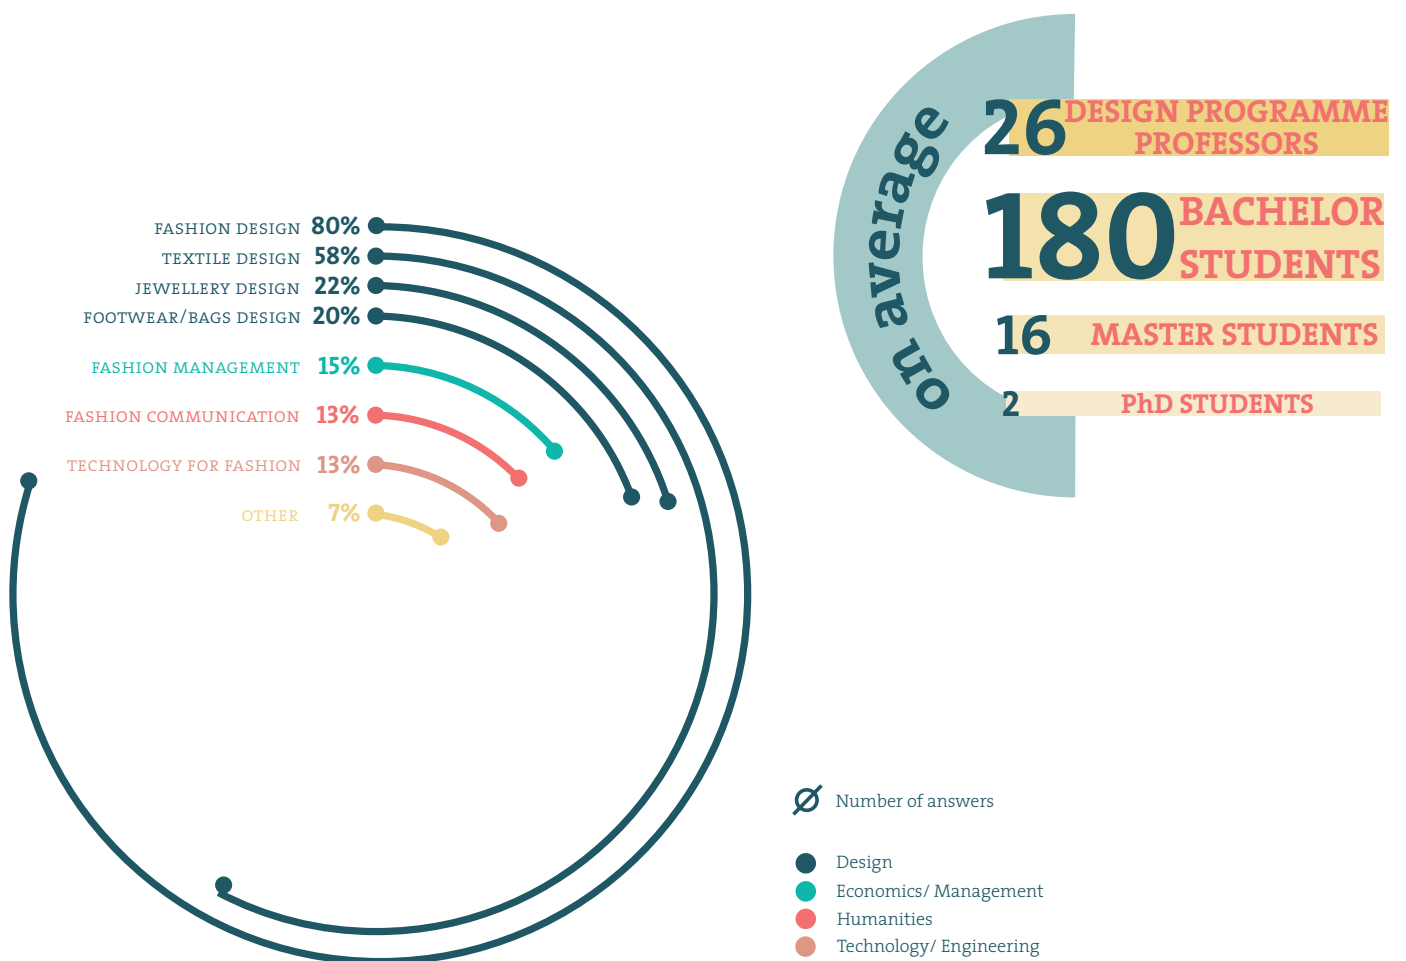 FASHION DESIGN 80%
TEXTILE DESIGN 58%
JEWELLERY DESIGN 22%
FOOTWEAR/BAGS DESIGN 20%
FASHION MANAGEMENT 15%
FASHION COMMUNICATION 13%
TECHNOLOGY FOR FASHION 13%
OTHER 7%
on average
26 DESIGN PROGRAMME
PROFESSORS
180 BACHELOR
STUDENTS
16 MASTER STUDENTS
2 PhD STUDENTS
Ø Number of answers
Design
Economics/ Management
Humanities
Technology/ Engineering